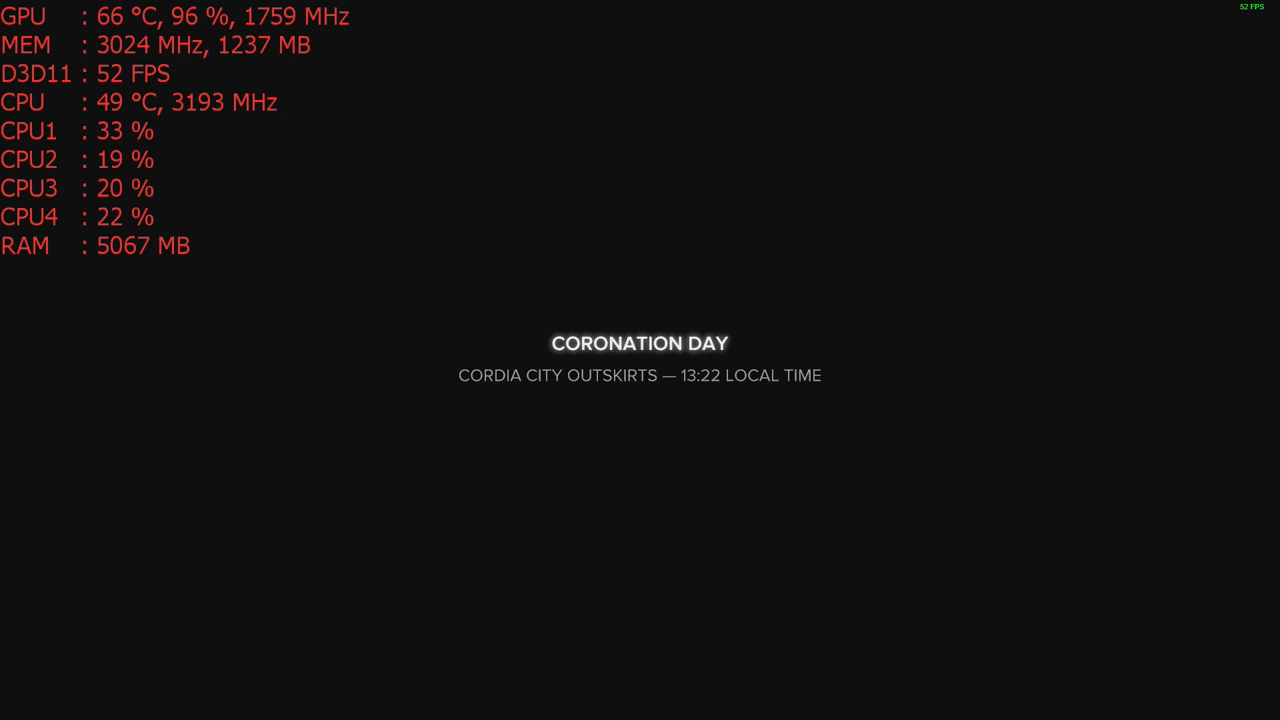 GPU : 66 °C, 96 %, 1759 MHz
52 FPS
MEM : 3024 MHz, 1237 MB
D3D11 : 52 FPS
CPU : 49 °C, 3193 MHz
CPU1 : 33 %
CPU2 : 19 %
CPU3 : 20 %
CPU4 : 22 %
RAM : 5067 MB
CORONATION DAY
CORDIA CITY OUTSKIRTS — 13:22 LOCAL TIME